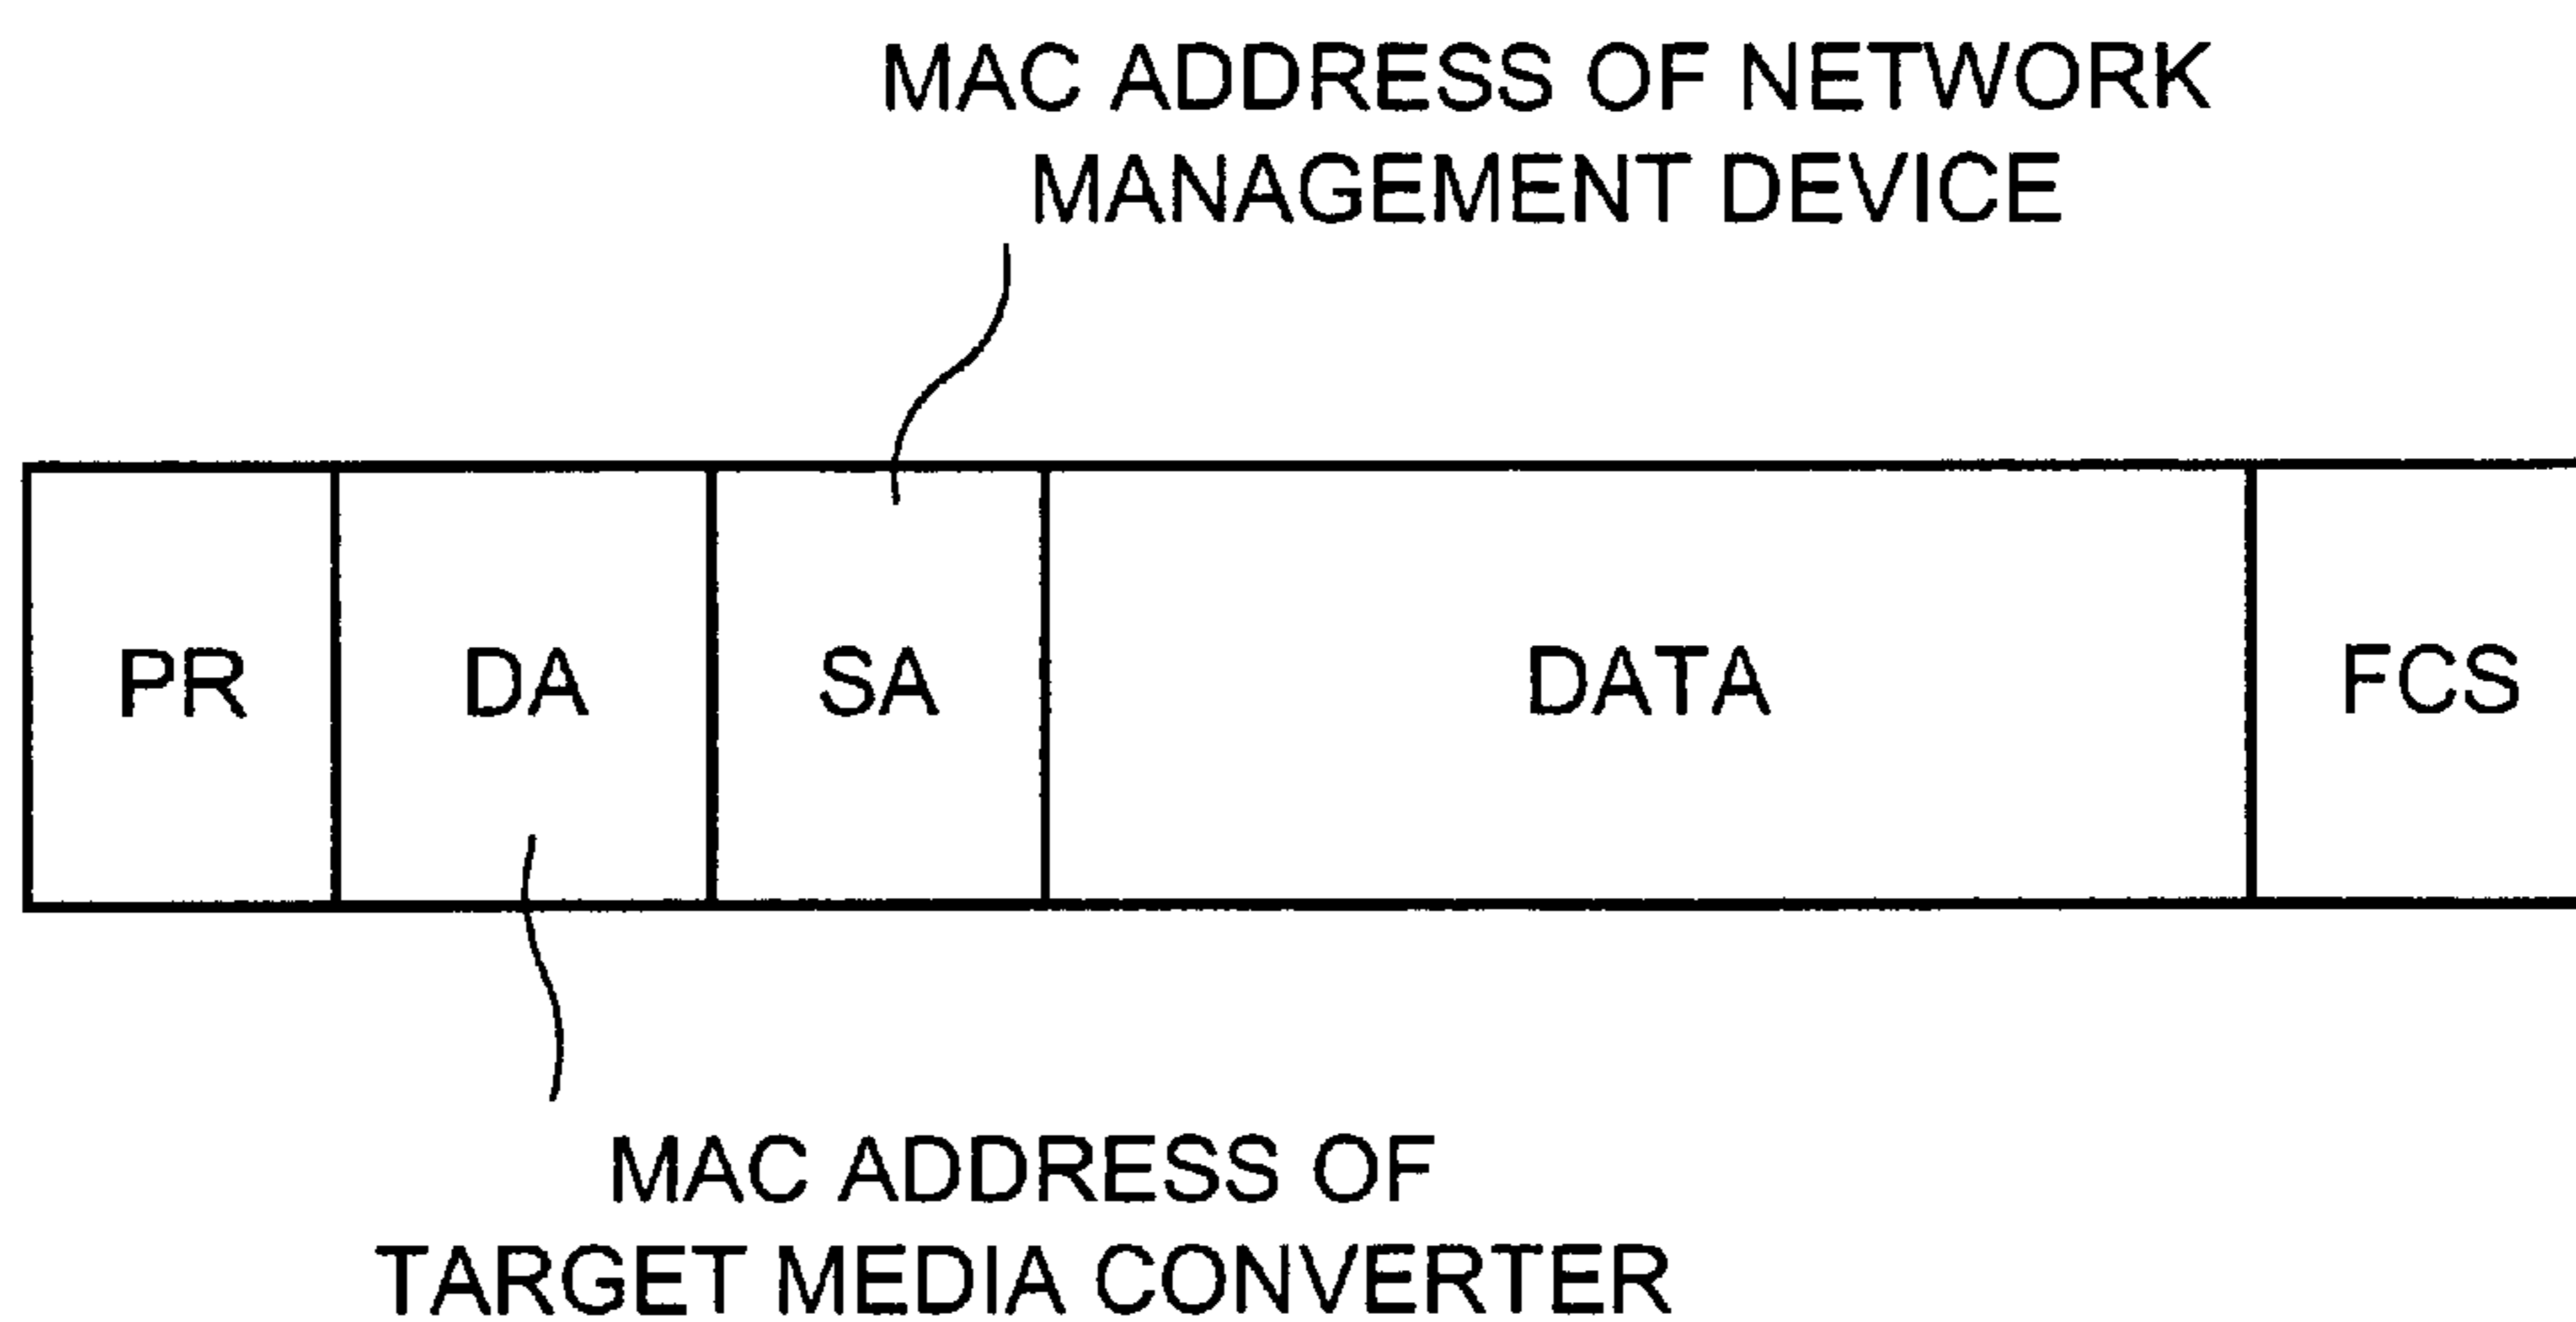 MAC ADDRESS OF NETWORK
MANAGEMENT DEVICE
PR DA SA DATA FCS
MAC ADDRESS OF
TARGET MEDIA CONVERTER